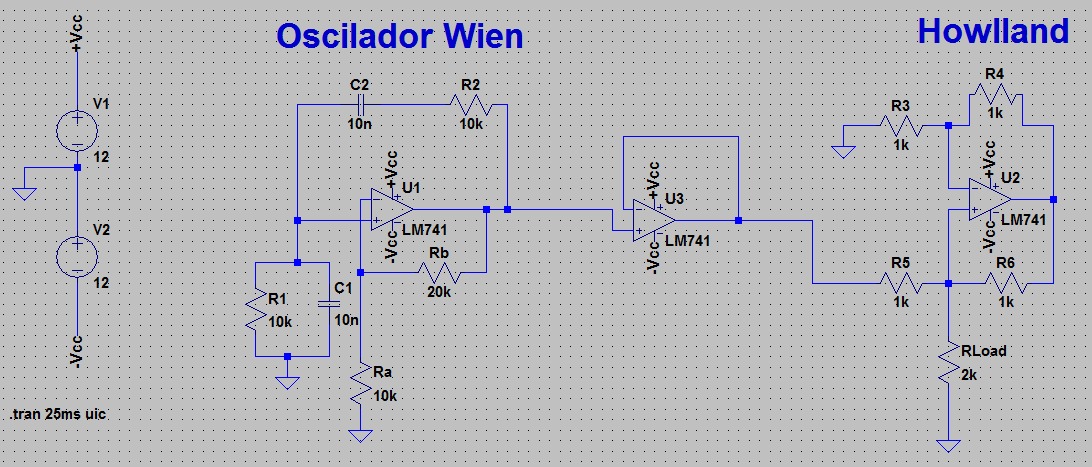 Oscilador Wien
Howlland
+Vcc
V1
12
V2
12
-Vcc
.tran 25ms uic
C2
10n
R2
10k
+Vcc
U1
LM741
-Vcc
Rb
20k
R1
10k
C1
10n
Ra
10k
+Vcc
U3
LM741
-Vcc
R4
1k
R3
1k
+Vcc
U2
LM741
-Vcc
R5
1k
R6
1k
RLoad
2k